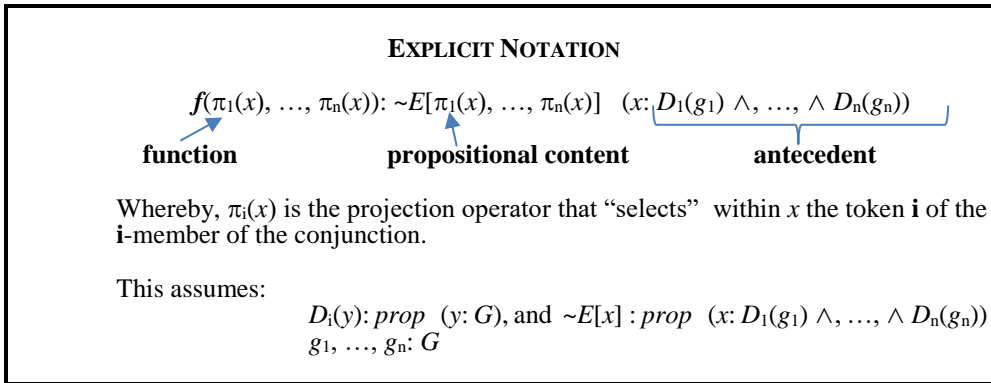 EXPLICIT NOTATION
f(π1(x), …, πn(x)): ~E[π1(x), …, πn(x)] (x: D1(g1) ∧, …, ∧ Dn(gn))
function propositional content antecedent
Whereby, πi(x) is the projection operator that “selects” within x the token i of the
i-member of the conjunction.
This assumes:
Di(y): prop (y: G), and ~E[x] : prop (x: D1(g1) ∧, …, ∧ Dn(gn))
g1, …, gn: G